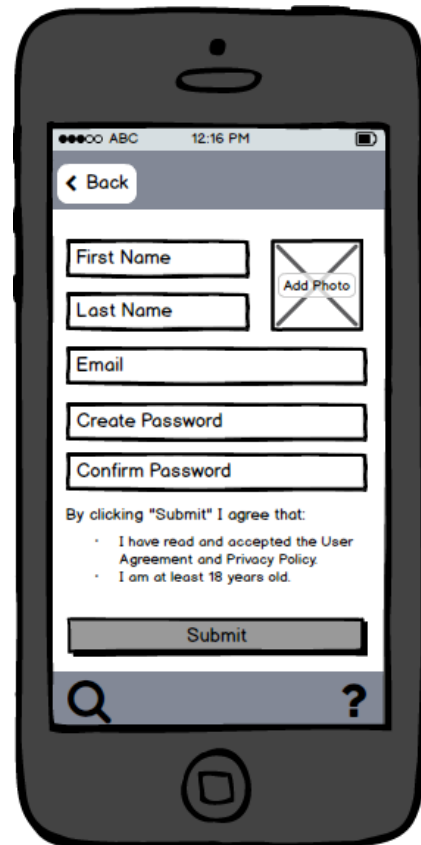 ABC 12:16 PM
Back
First Name
Add Photo
Last Name
Email
Create Password
Confirm Password
By clicking "Submit" I agree that:
· I have read and accepted the User
Agreement and Privacy Policy.
· I am at least 18 years old.
Submit
?